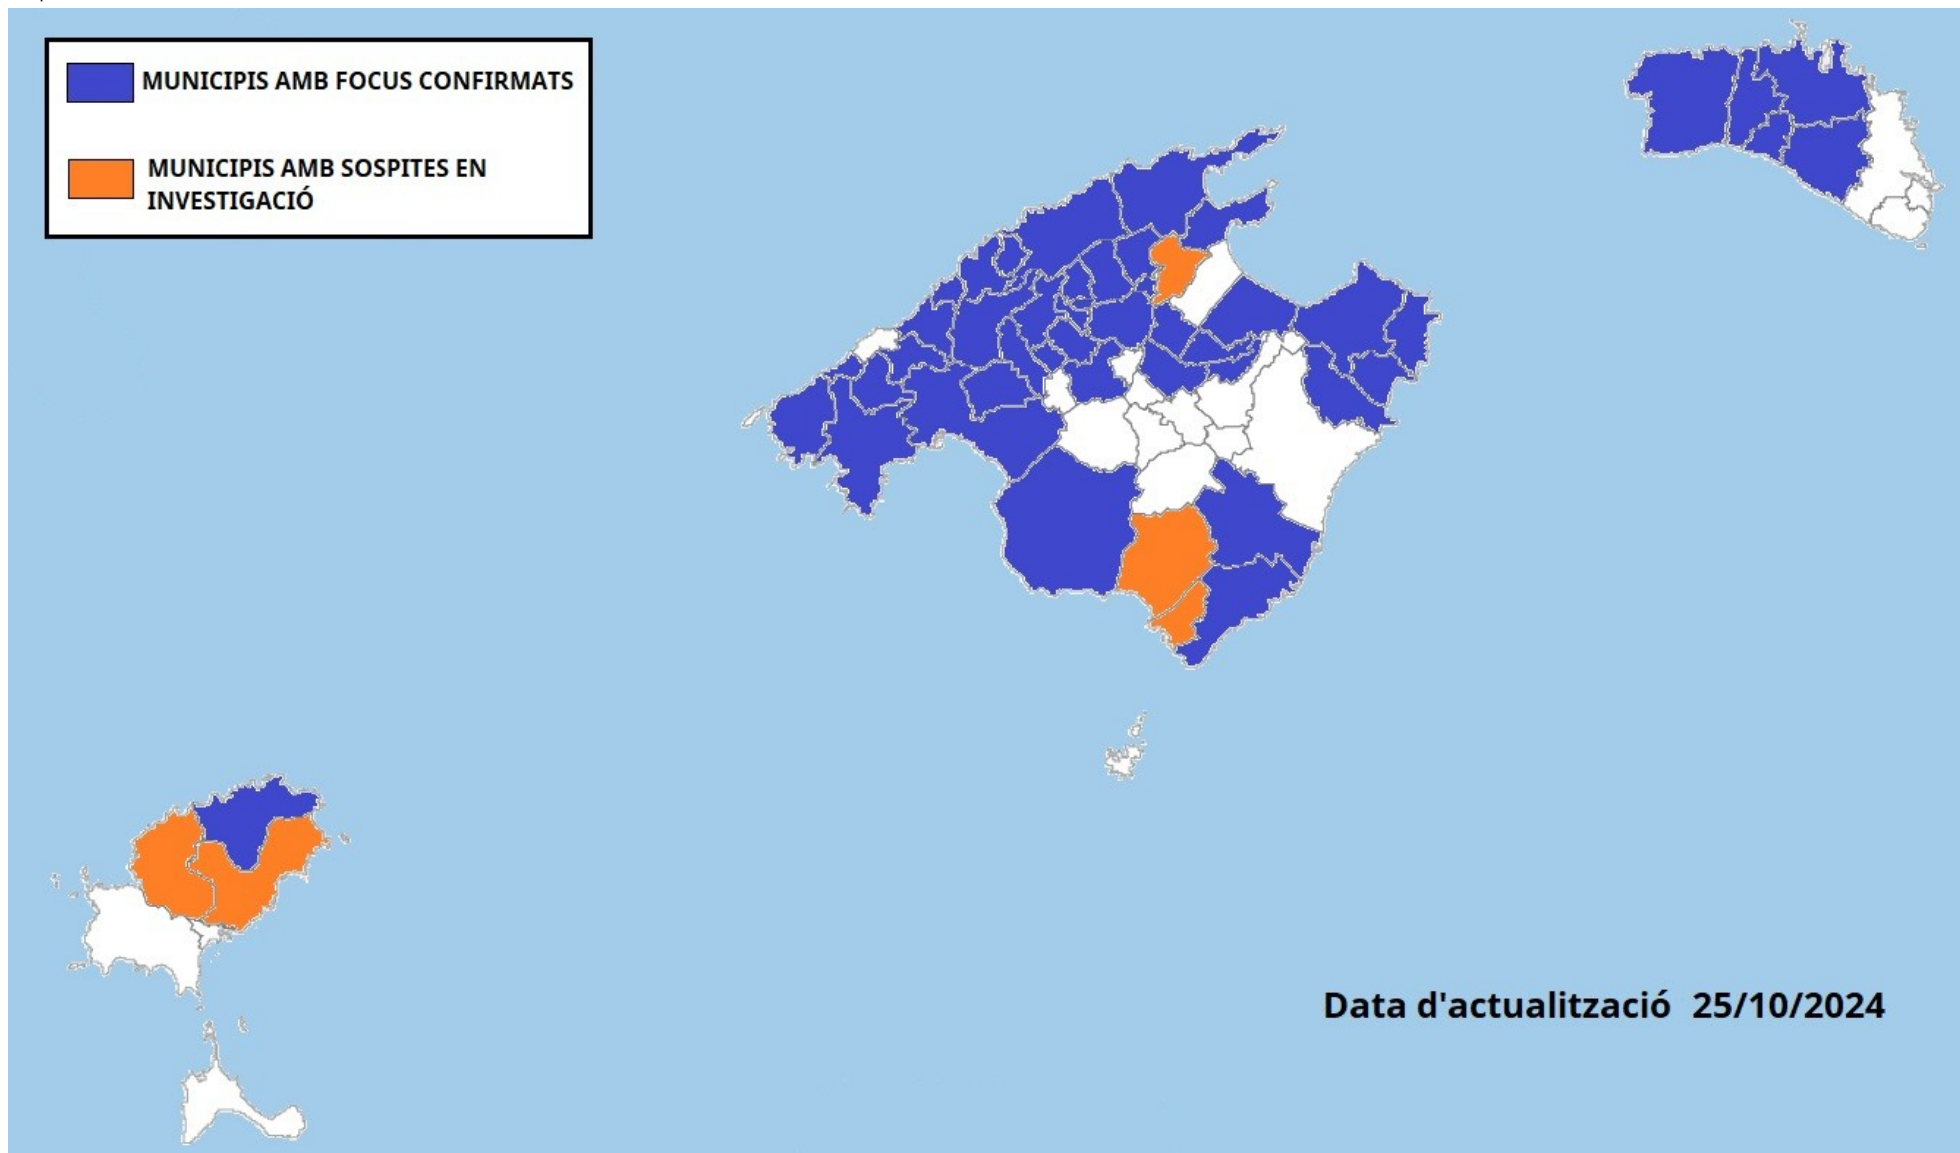 MUNICIPIS AMB FOCUS CONFIRMATS
MUNICIPIS AMB SOSPITES EN
INVESTIGACIÓ
Data d'actualització 25/10/2024